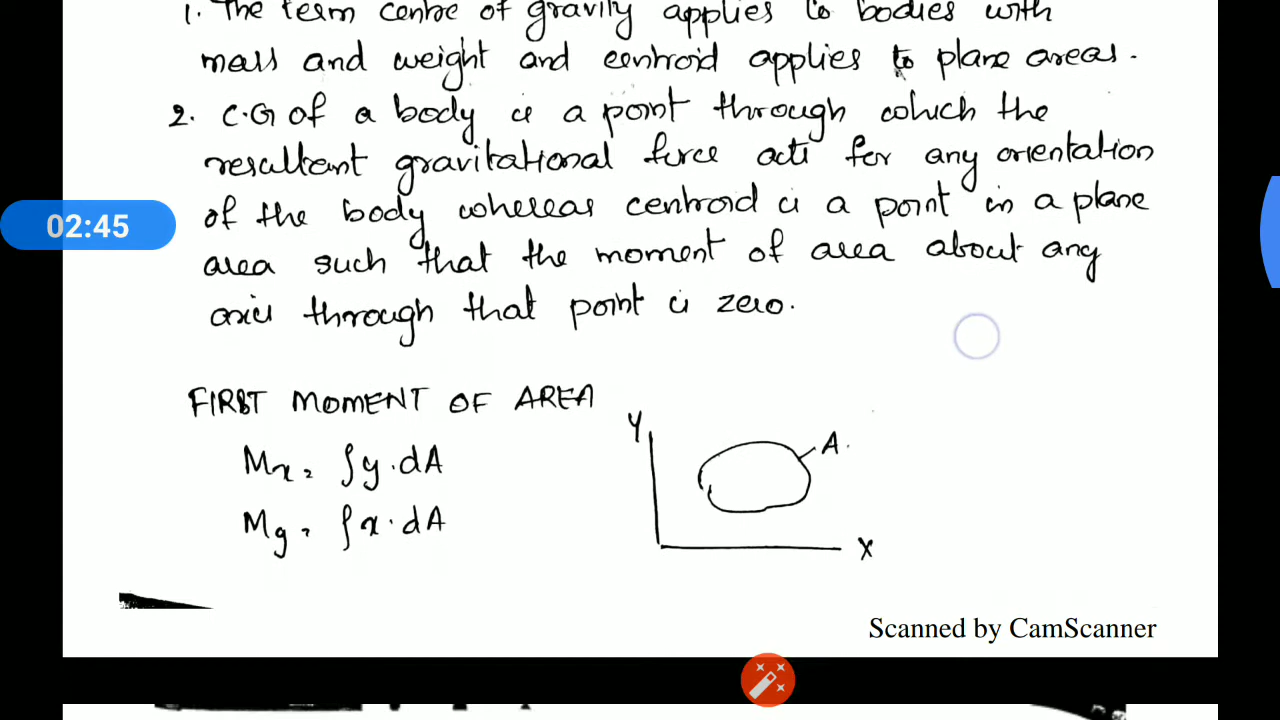 1. The term centre of gravity applies to bodies with
mass and weight and centroid applies to plane areas.
2. C.G of a body is a point through which the
resultant gravitational force acts for any orientation
of the body whereas centroid is a point in a plane
02:45
area such that the moment of area about any
axis through that point is zero.
FIRST MOMENT OF AREA
Y
A.
Mx = ∫y.dA
My = ∫x.dA
X
Scanned by CamScanner